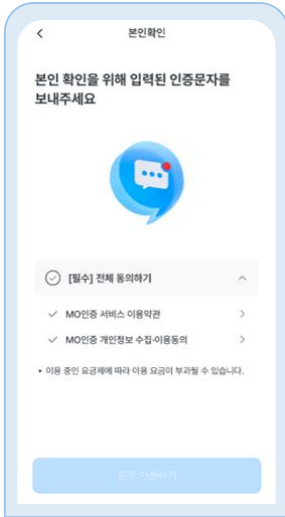 본인확인
본인 확인을 위해 입력된 인증문자를
보내주세요
[필수] 전체 동의하기
MO인증 서비스 이용약관
MO인증 개인정보 수집·이용동의
• 이용 중인 요금제에 따라 이용 요금이 부과될 수 있습니다.